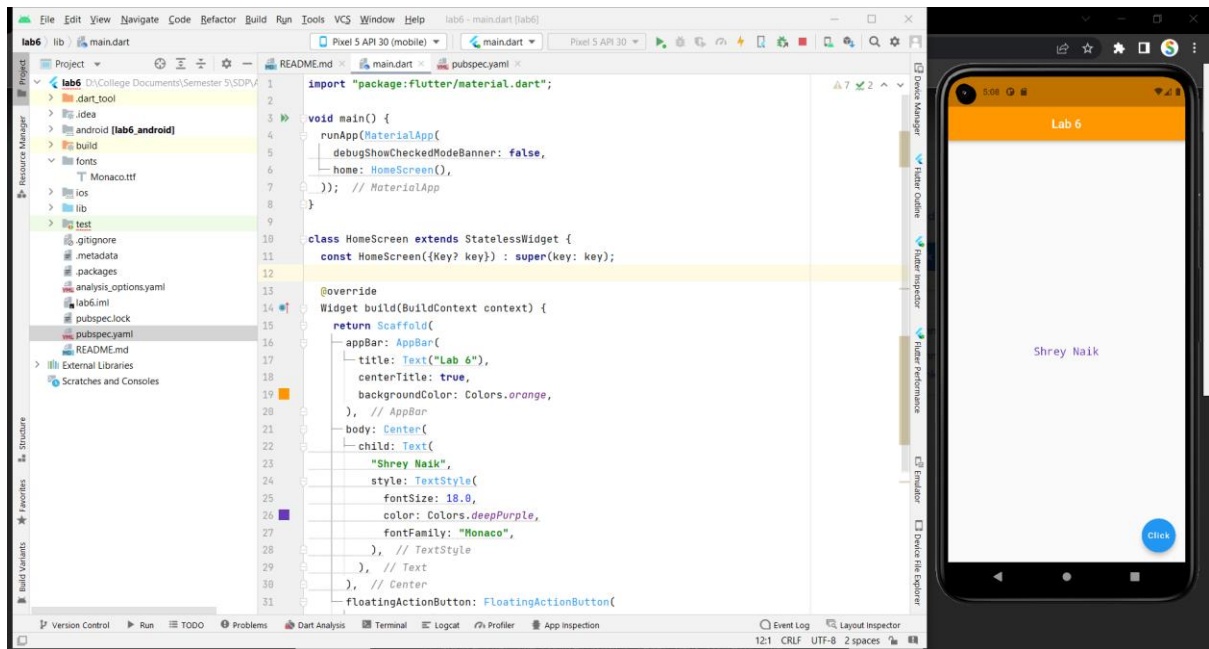 File Edit View Navigate Code Refactor Build Run Tools VCS Window Help lab6 - main.dart [lab6]
lab6 lib main.dart Pixel 5 API 30 (mobile) main.dart Pixel 5 API 30
Project README.md main.dart pubspec.yaml
lab6 D:\College Documents\Semester 5\SDP\
.dart_tool
.idea
android [lab6_android]
build
fonts
Monaco.ttf
ios
lib
test
.gitignore
.metadata
.packages
analysis_options.yaml
lab6.iml
pubspec.lock
pubspec.yaml
README.md
External Libraries
Scratches and Consoles
Project
Resource Manager
Structure
Favorites
Build Variants
7 2
1 import "package:flutter/material.dart";
2
3 void main() {
4 runApp(MaterialApp(
5 debugShowCheckedModeBanner: false,
6 home: HomeScreen(),
7 )); // MaterialApp
8 }
9
10 class HomeScreen extends StatelessWidget {
11 const HomeScreen({Key? key}) : super(key: key);
12
13 @override
14 Widget build(BuildContext context) {
15 return Scaffold(
16 appBar: AppBar(
17 title: Text("Lab 6"),
18 centerTitle: true,
19 backgroundColor: Colors.orange,
20 ), // AppBar
21 body: Center(
22 child: Text(
23 "Shrey Naik",
24 style: TextStyle(
25 fontSize: 18.0,
26 color: Colors.deepPurple,
27 fontFamily: "Monaco",
28 ), // TextStyle
29 ), // Text
30 ), // Center
31 floatingActionButton: FloatingActionButton(
Device Manager
Flutter Outline
Flutter Inspector
Flutter Performance
Emulator
Device File Explorer
Version Control Run TODO Problems Dart Analysis Terminal Logcat Profiler App Inspection Event Log Layout Inspector
12:1 CRLF UTF-8 2 spaces
S
5:08 G
Lab 6
Shrey Naik
Click